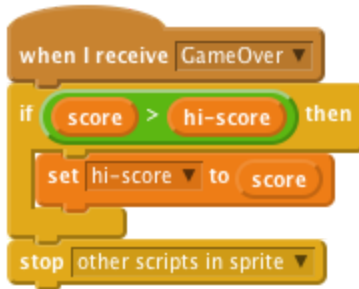 when I receive GameOver ▼
if score > hi-score then
set hi-score ▼ to score
stop other scripts in sprite ▼